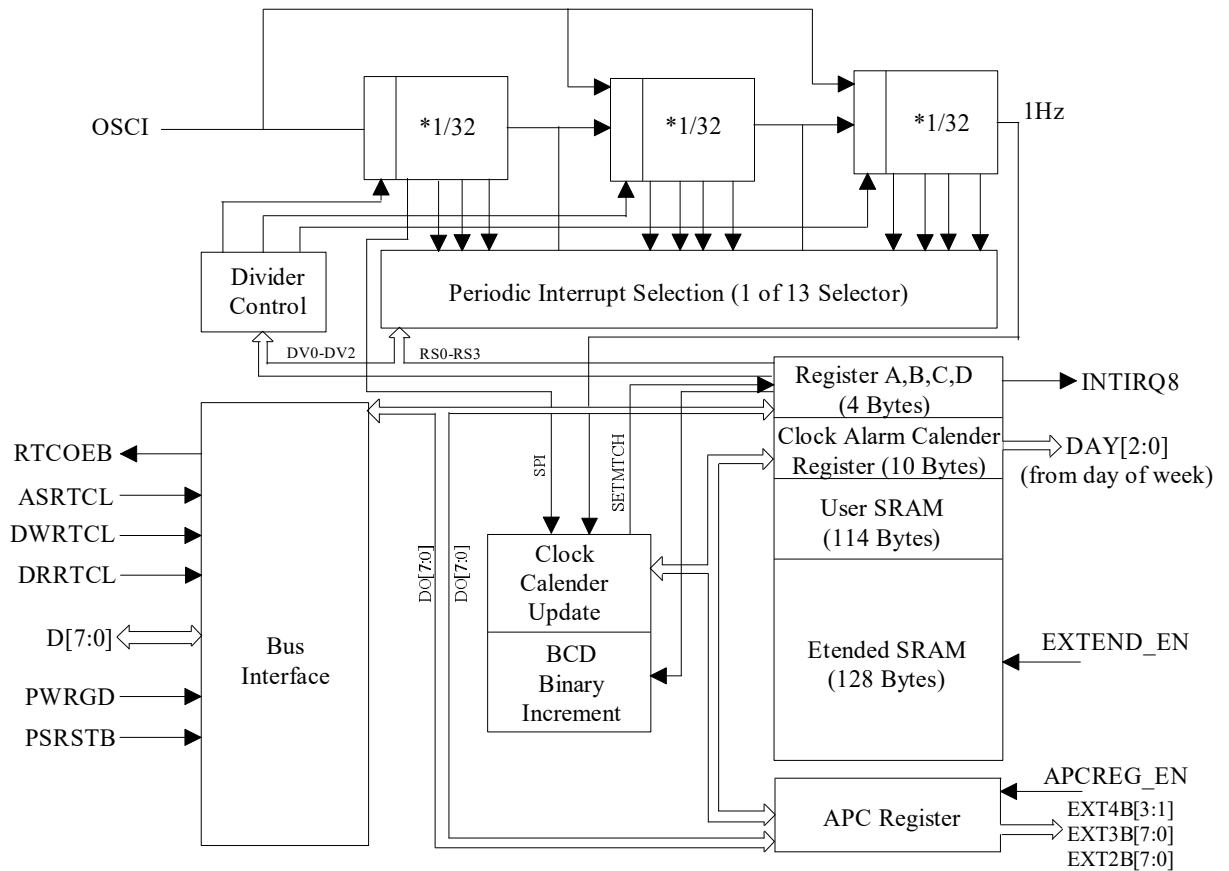 OSCI
*1/32
*1/32
*1/32
1Hz
Divider
Control
Periodic Interrupt Selection (1 of 13 Selector)
DV0-DV2
RS0-RS3
Register A,B,C,D
(4 Bytes)
INTIRQ8
Clock Alarm Calender
Register (10 Bytes)
DAY[2:0]
(from day of week)
User SRAM
(114 Bytes)
Etended SRAM
(128 Bytes)
EXTEND_EN
RTCOEB
ASRTCL
DWRTCL
DRRTCL
D[7:0]
PWRGD
PSRSTB
Bus
Interface
DO[7:0]
DO[7:0]
SPI
SETMTCH
Clock
Calender
Update
BCD
Binary
Increment
APC Register
APCREG_EN
EXT4B[3:1]
EXT3B[7:0]
EXT2B[7:0]